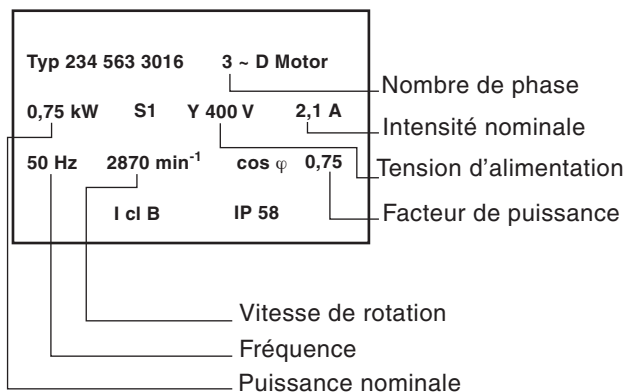 Typ 234 563 3016 3 ~ D Motor
Nombre de phase
0,75 kW S1 Y 400 V 2,1 A
Intensité nominale
Tension d'alimentation
50 Hz 2870 min⁻¹ cos φ 0,75
Facteur de puissance
I cl B IP 58
Vitesse de rotation
Fréquence
Puissance nominale